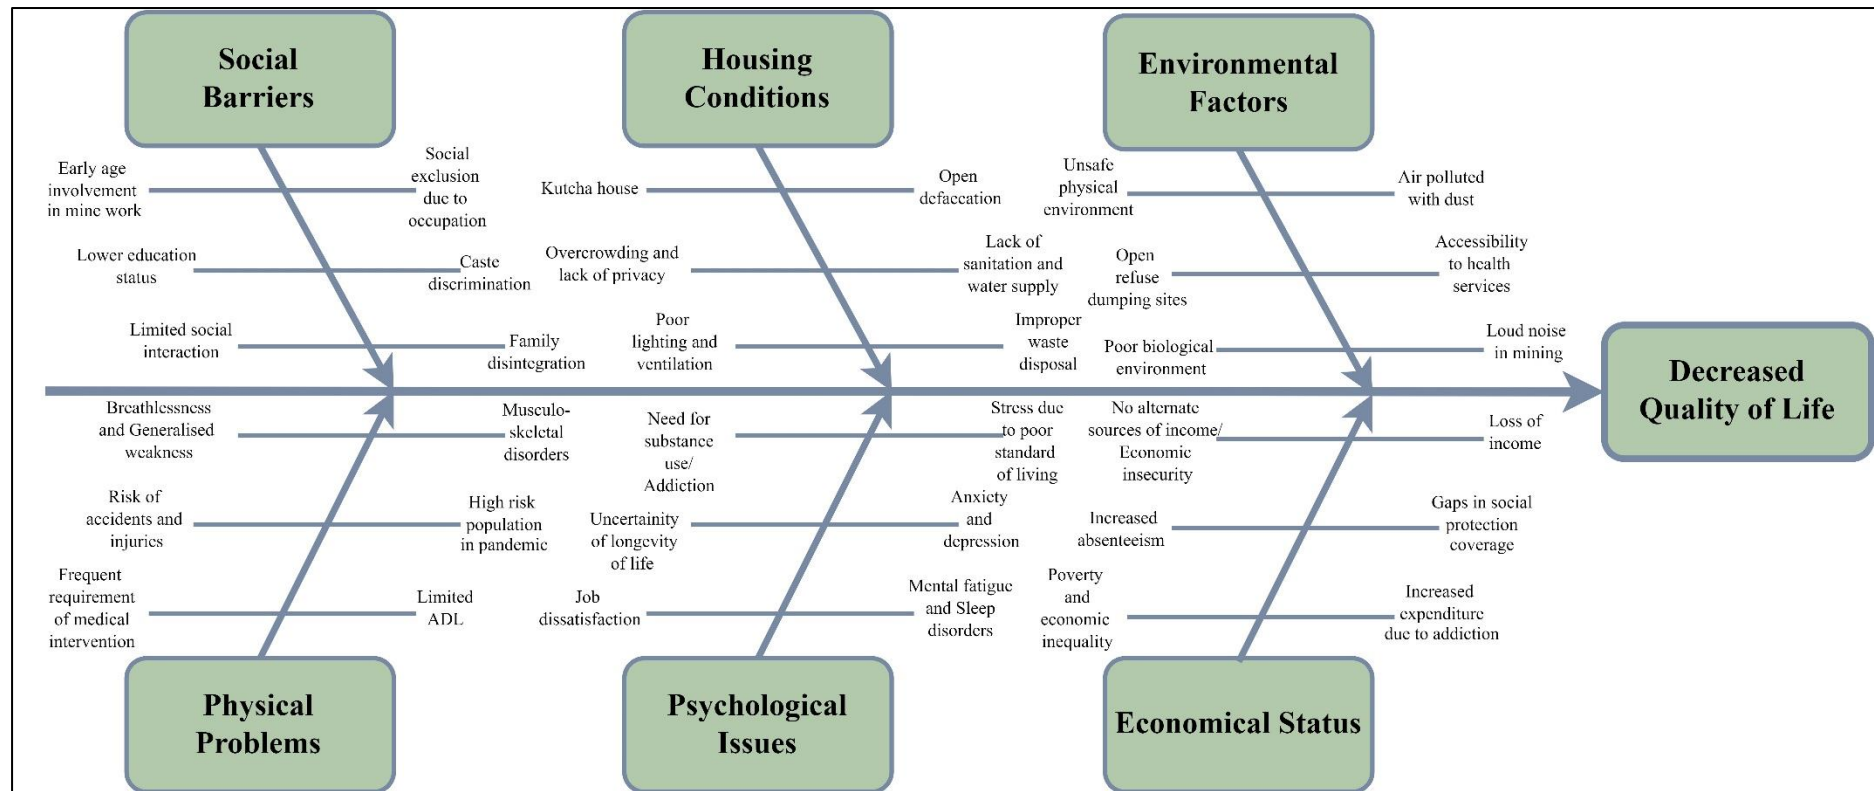 Social
Barriers
Housing
Conditions
Environmental
Factors
Early age
involvement
in mine work
Social
exclusion
due to
occupation
Kutcha house
Open
defaecation
Unsafe
physical
environment
Air polluted
with dust
Lower education
status
Caste
discrimination
Overcrowding and
lack of privacy
Lack of
sanitation and
water supply
Open
refuse
dumping sites
Accessibility
to health
services
Limited social
interaction
Family
disintegration
Poor
lighting and
ventilation
Improper
waste
disposal
Poor biological
environment
Loud noise
in mining
Decreased
Quality of Life
Breathlessness
and Generalised
weakness
Musculo-
skeletal
disorders
Need for
substance
use/
Addiction
Stress due
to poor
standard
of living
No alternate
sources of income/
Economic
insecurity
Loss of
income
Risk of
accidents and
injuries
High risk
population
in pandemic
Uncertainity
of longevity
of life
Anxiety
and
depression
Increased
absenteeism
Gaps in social
protection
coverage
Frequent
requirement
of medical
intervention
Limited
ADL
Job
dissatisfaction
Mental fatigue
and Sleep
disorders
Poverty
and
economic
inequality
Increased
expenditure
due to addiction
Physical
Problems
Psychological
Issues
Economical Status